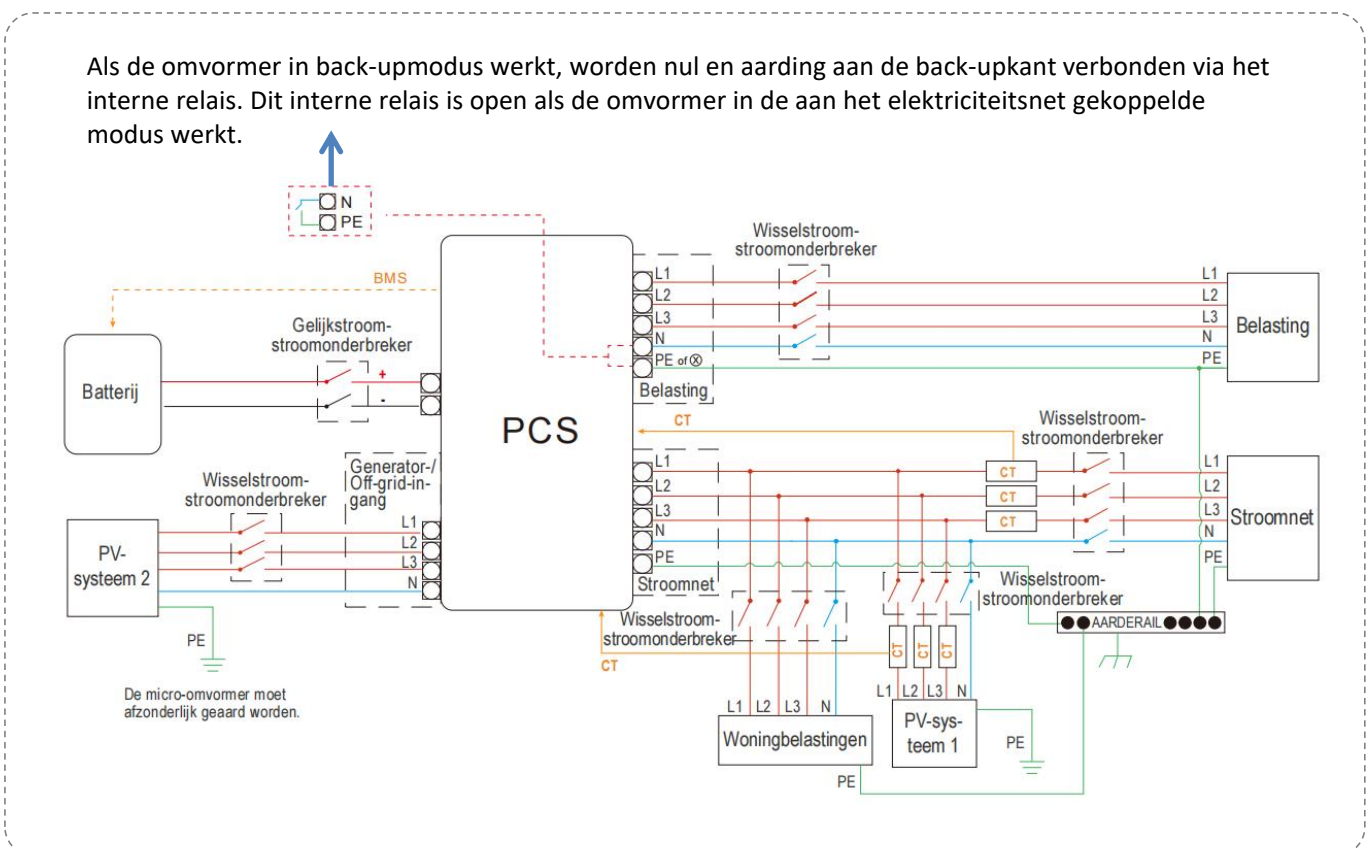 Als de omvormer in back-upmodus werkt, worden nul en aarding aan de back-upkant verbonden via het
interne relais. Dit interne relais is open als de omvormer in de aan het elektriciteitsnet gekoppelde
modus werkt.
N
PE
BMS
Batterij
Gelijkstroom-
stroomonderbreker
+
-
PCS
L1
L2
L3
N
PE of ⊗
Belasting
Wisselstroom-
stroomonderbreker
L1
L2
L3
N
PE
Belasting
CT
Wisselstroom-
stroomonderbreker
L1
L2
L3
N
PE
Stroomnet
CT
CT
CT
L1
L2
L3
N
PE
Stroomnet
Wisselstroom-
stroomonderbreker
Generator-/
Off-grid-in-
gang
L1
L2
L3
N
PV-
systeem 2
PE
De micro-omvormer moet
afzonderlijk geaard worden.
Wisselstroom-
stroomonderbreker
CT
Wisselstroom-
stroomonderbreker
AARDERAIL
CT
CT
CT
L1
L2
L3
N
Woningbelastingen
PE
L1
L2
L3
N
PV-sys-
teem 1
PE